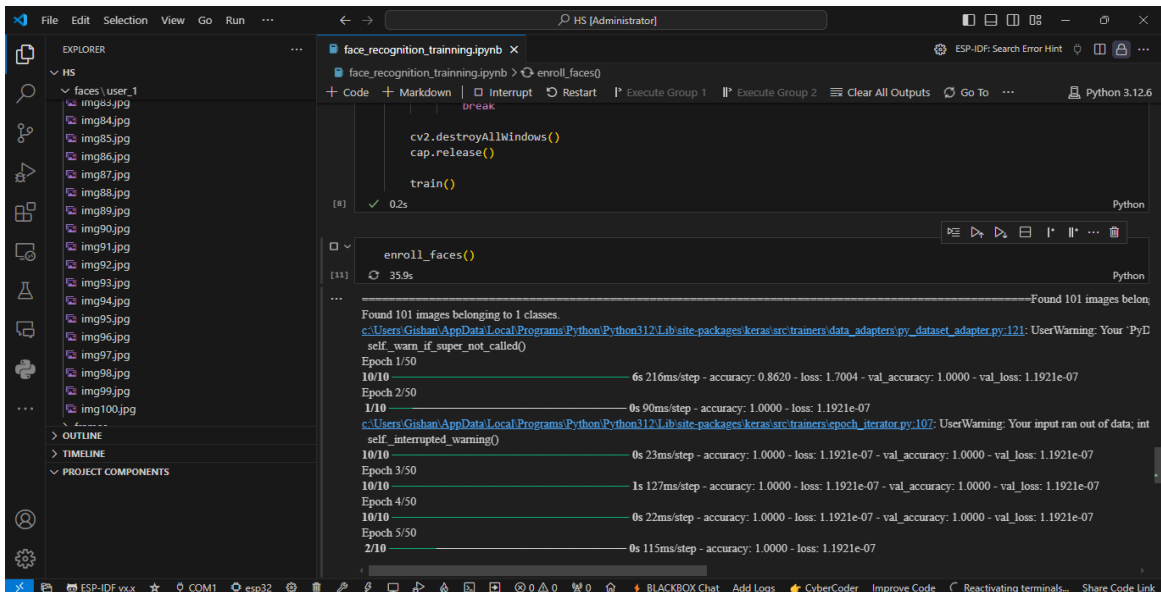 File Edit Selection View Go Run ···
HS [Administrator]
EXPLORER ···
HS
faces\user_1
img83.jpg
img84.jpg
img85.jpg
img86.jpg
img87.jpg
img88.jpg
img89.jpg
img90.jpg
img91.jpg
img92.jpg
img93.jpg
img94.jpg
img95.jpg
img96.jpg
img97.jpg
img98.jpg
img99.jpg
img100.jpg
OUTLINE
TIMELINE
PROJECT COMPONENTS
face_recognition_trainning.ipynb
ESP-IDF: Search Error Hint
face_recognition_trainning.ipynb > enroll_faces()
+ Code + Markdown Interrupt Restart Execute Group 1 Execute Group 2 Clear All Outputs Go To ··· Python 3.12.6
break
cv2.destroyAllWindows()
cap.release()
train()
[8] ✓ 0.2s Python
enroll_faces()
[11] 35.9s Python
··· Found 101 images belon
Found 101 images belonging to 1 classes.
c:\Users\Gishan\AppData\Local\Programs\Python\Python312\Lib\site-packages\keras\src\trainers\data_adapters\py_dataset_adapter.py:121: UserWarning: Your `PyD
self._warn_if_super_not_called()
Epoch 1/50
10/10 6s 216ms/step - accuracy: 0.8620 - loss: 1.7004 - val_accuracy: 1.0000 - val_loss: 1.1921e-07
Epoch 2/50
1/10 0s 90ms/step - accuracy: 1.0000 - loss: 1.1921e-07
c:\Users\Gishan\AppData\Local\Programs\Python\Python312\Lib\site-packages\keras\src\trainers\epoch_iterator.py:107: UserWarning: Your input ran out of data; int
self._interrupted_warning()
10/10 0s 23ms/step - accuracy: 1.0000 - loss: 1.1921e-07 - val_accuracy: 1.0000 - val_loss: 1.1921e-07
Epoch 3/50
10/10 1s 127ms/step - accuracy: 1.0000 - loss: 1.1921e-07 - val_accuracy: 1.0000 - val_loss: 1.1921e-07
Epoch 4/50
10/10 0s 22ms/step - accuracy: 1.0000 - loss: 1.1921e-07 - val_accuracy: 1.0000 - val_loss: 1.1921e-07
Epoch 5/50
2/10 0s 115ms/step - accuracy: 1.0000 - loss: 1.1921e-07
ESP-IDF vx.x COM1 esp32 0 0 0 BLACKBOX Chat Add Logs CyberCoder Improve Code Reactivating terminals... Share Code Link